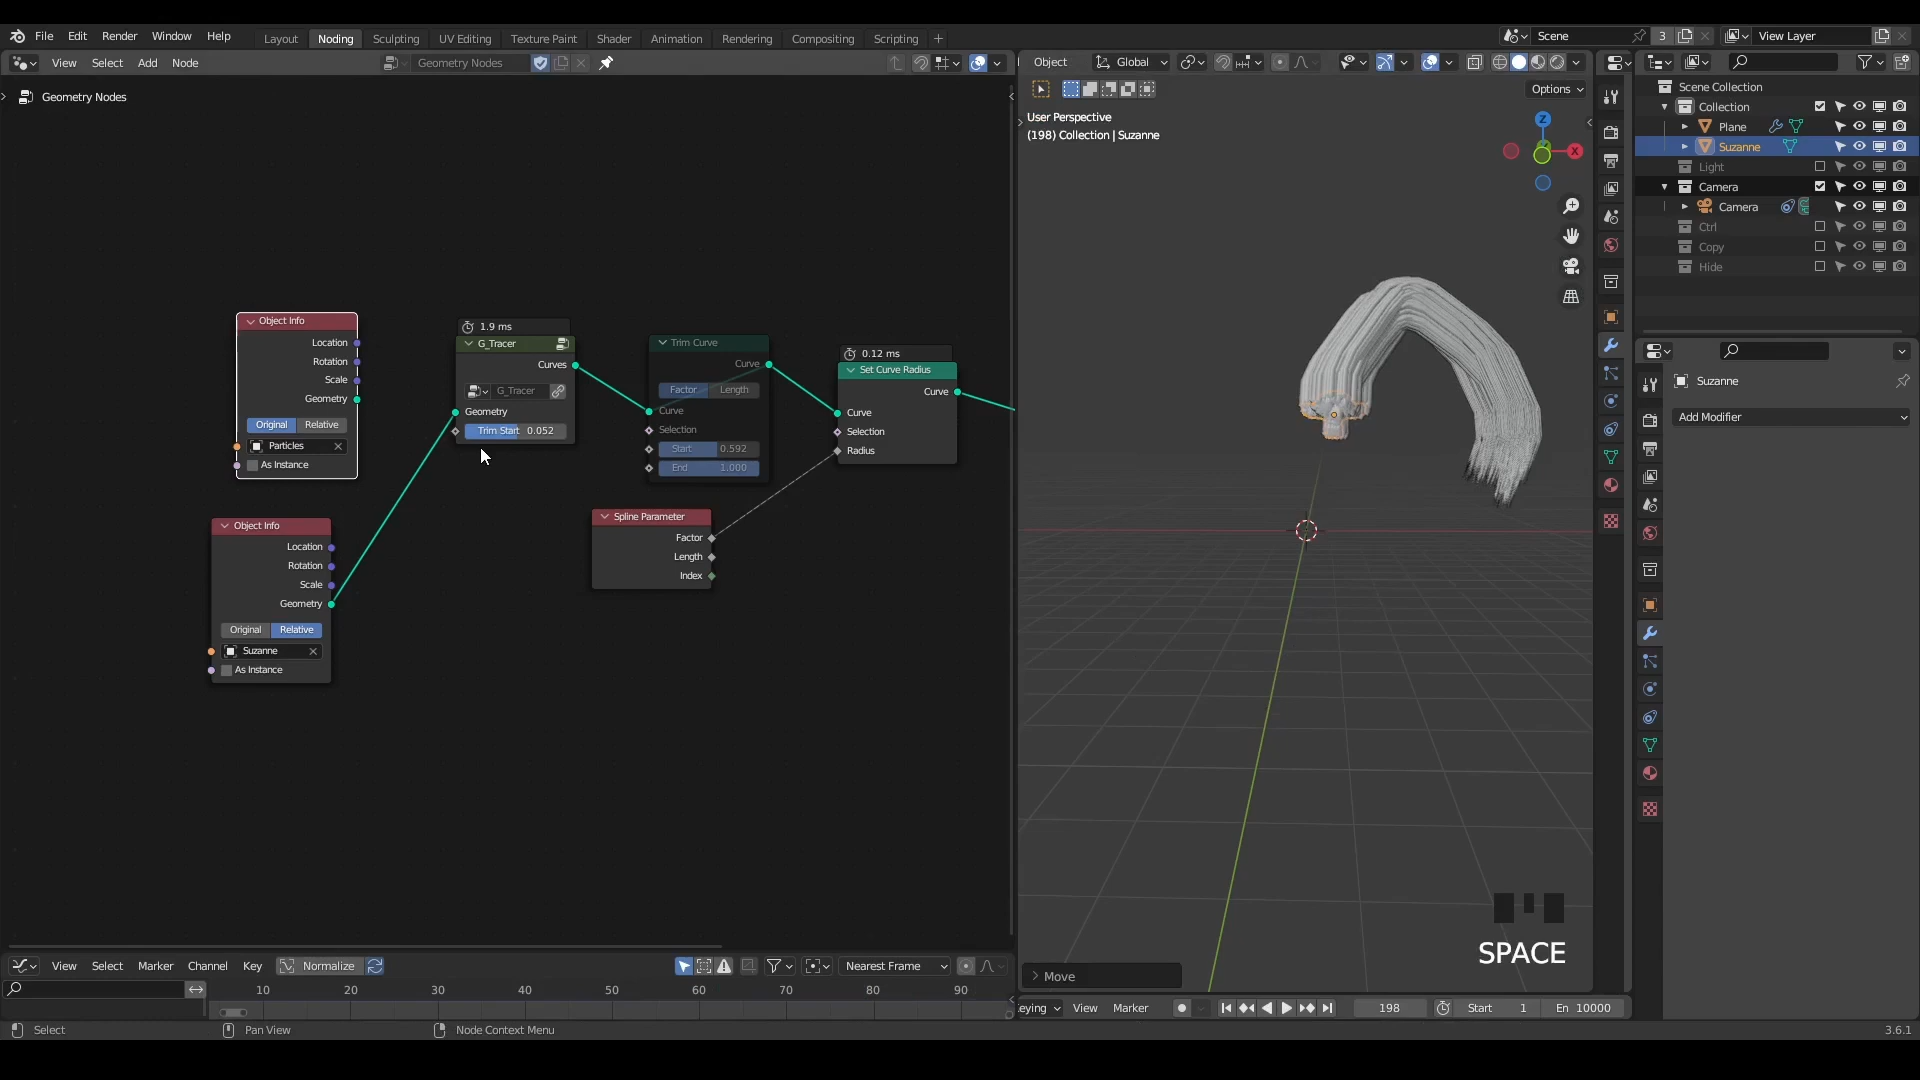 File Edit Render Window Help Layout Noding Sculpting UV Editing Texture Paint Shader Animation Rendering Compositing Scripting + Scene 3 View Layer
View Select Add Node Geometry Nodes
Object Global
Options
Geometry Nodes
User Perspective
(198) Collection | Suzanne
Z
X
Scene Collection
Collection
Plane
Suzanne
Light
Camera
Camera
Ctrl
Copy
Hide
Suzanne
Add Modifier
Object Info
Location
Rotation
Scale
Geometry
Original Relative
Particles
As Instance
1.9 ms
G_Tracer
Curves
G_Tracer
Geometry
Trim Start 0.052
Trim Curve
Curve
Factor Length
Curve
Selection
Start 0.592
End 1.000
0.12 ms
Set Curve Radius
Curve
Curve
Selection
Radius
Object Info
Location
Rotation
Scale
Geometry
Original Relative
Suzanne
As Instance
Spline Parameter
Factor
Length
Index
SPACE
Move
View Select Marker Channel Key Normalize Nearest Frame
10 20 30 40 50 60 70 80 90
eying View Marker 198 Start 1 En 10000
Select Pan View Node Context Menu 3.6.1